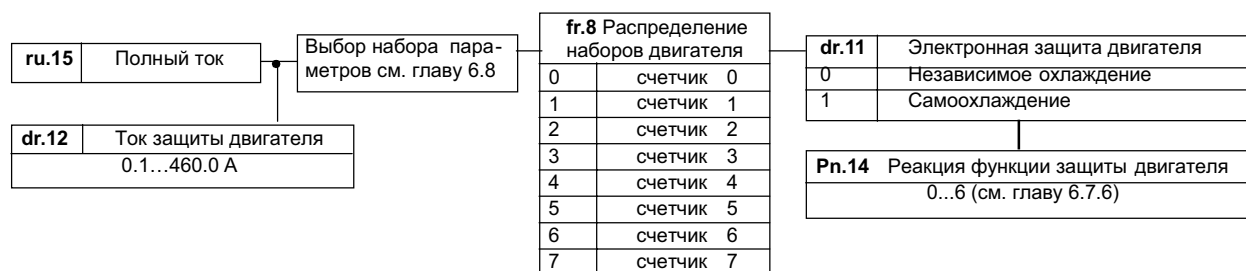 ru.15 Полный ток
dr.12 Ток защиты двигателя
0.1...460.0 А
Выбор набора пара-
метров см. главу 6.8
fr.8 Распределение
наборов двигателя
0 счетчик 0
1 счетчик 1
2 счетчик 2
3 счетчик 3
4 счетчик 4
5 счетчик 5
6 счетчик 6
7 счетчик 7
dr.11 Электронная защита двигателя
0 Независимое охлаждение
1 Самоохлаждение
Pn.14 Реакция функции защиты двигателя
0...6 (см. главу 6.7.6)